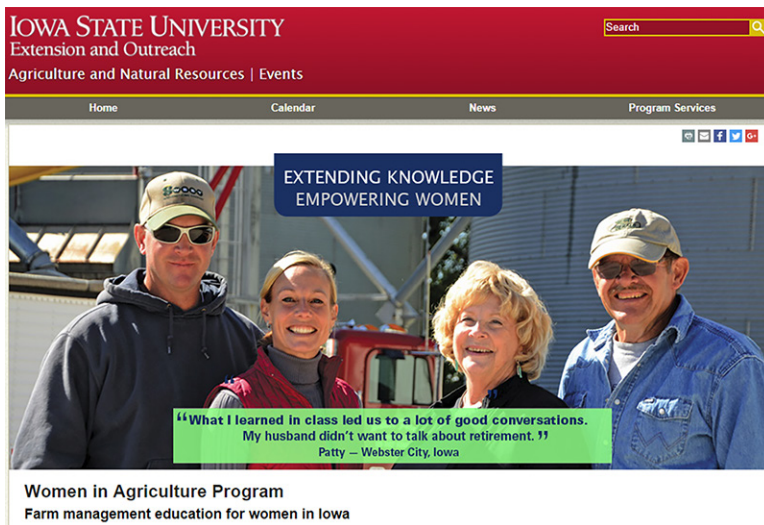 IOWA STATE UNIVERSITY
Extension and Outreach
Agriculture and Natural Resources | Events
Search
Home Calendar News Program Services
EXTENDING KNOWLEDGE
EMPOWERING WOMEN
“What I learned in class led us to a lot of good conversations.
My husband didn’t want to talk about retirement.”
Patty — Webster City, Iowa
Women in Agriculture Program
Farm management education for women in Iowa